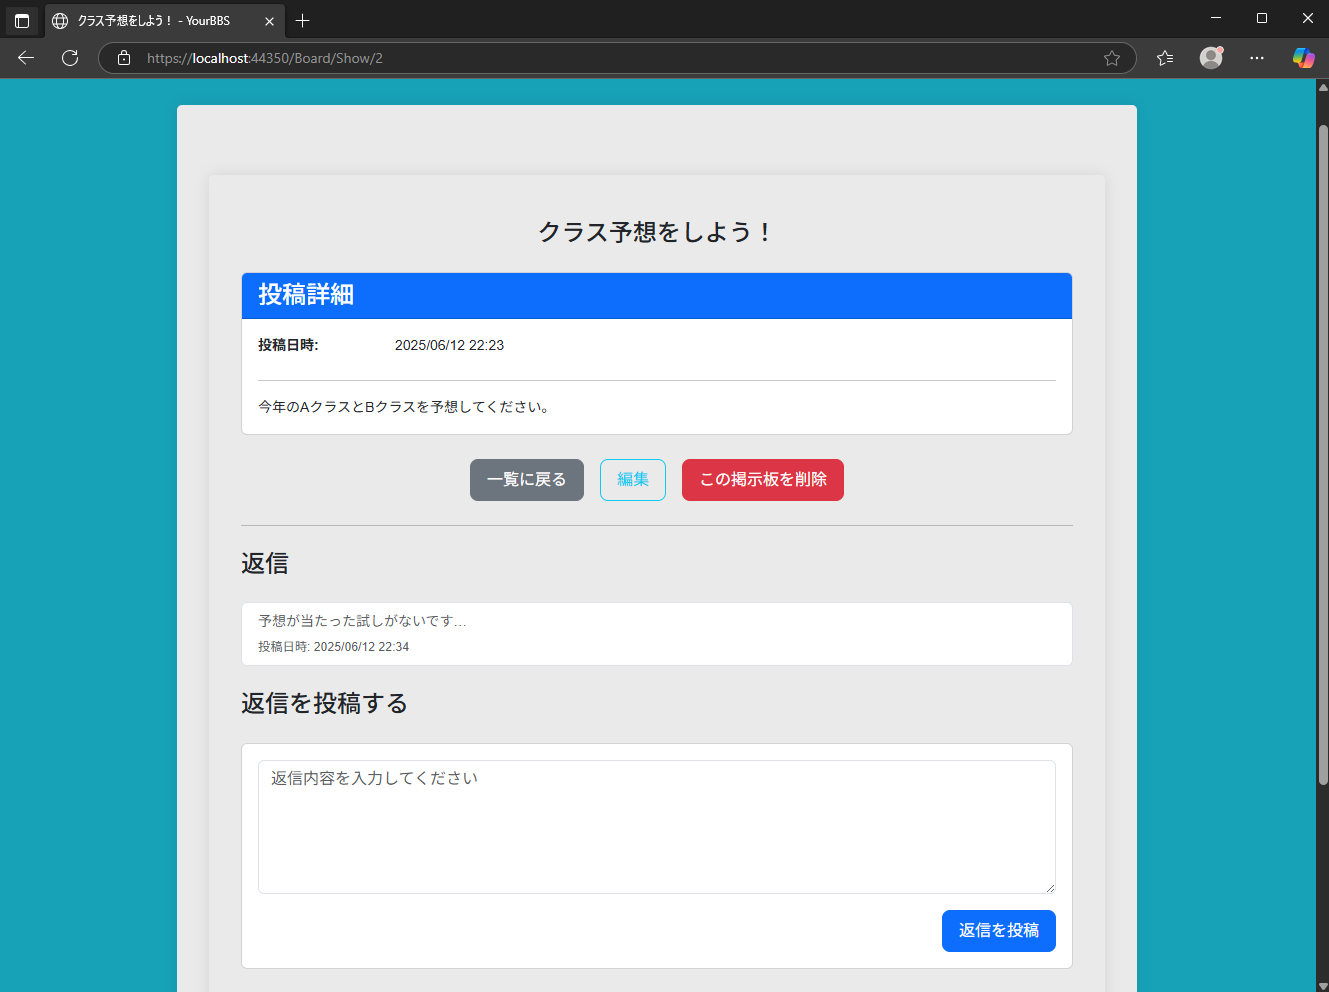 クラス予想をしよう！ - YourBBS
https://localhost:44350/Board/Show/2
クラス予想をしよう！
投稿詳細
投稿日時: 2025/06/12 22:23
今年のAクラスとBクラスを予想してください。
一覧に戻る 編集 この掲示板を削除
返信
予想が当たった試しがないです...
投稿日時: 2025/06/12 22:34
返信を投稿する
返信内容を入力してください
返信を投稿